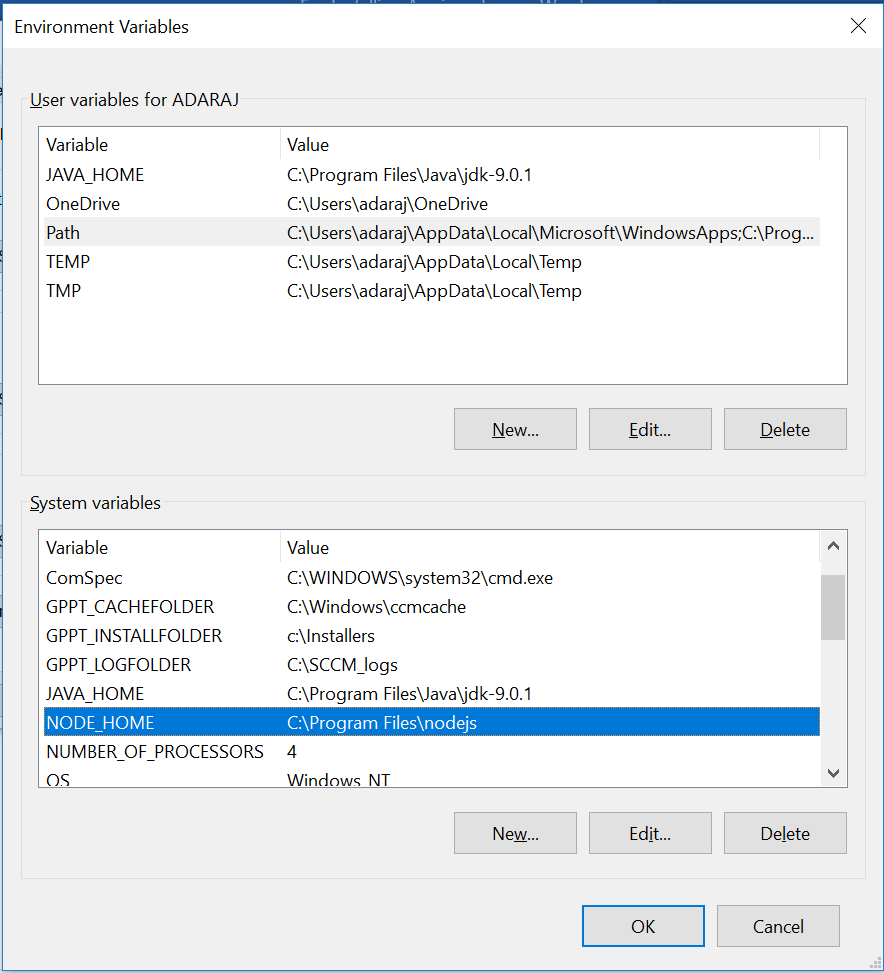 Environment Variables
User variables for ADARAJ
Variable Value
JAVA_HOME C:\Program Files\Java\jdk-9.0.1
OneDrive C:\Users\adaraj\OneDrive
Path C:\Users\adaraj\AppData\Local\Microsoft\WindowsApps;C:\Prog...
TEMP C:\Users\adaraj\AppData\Local\Temp
TMP C:\Users\adaraj\AppData\Local\Temp
New... Edit... Delete
System variables
Variable Value
ComSpec C:\WINDOWS\system32\cmd.exe
GPPT_CACHEFOLDER C:\Windows\ccmcache
GPPT_INSTALLFOLDER c:\Installers
GPPT_LOGFOLDER C:\SCCM_logs
JAVA_HOME C:\Program Files\Java\jdk-9.0.1
NODE_HOME C:\Program Files\nodejs
NUMBER_OF_PROCESSORS 4
OS Windows_NT
New... Edit... Delete
OK Cancel